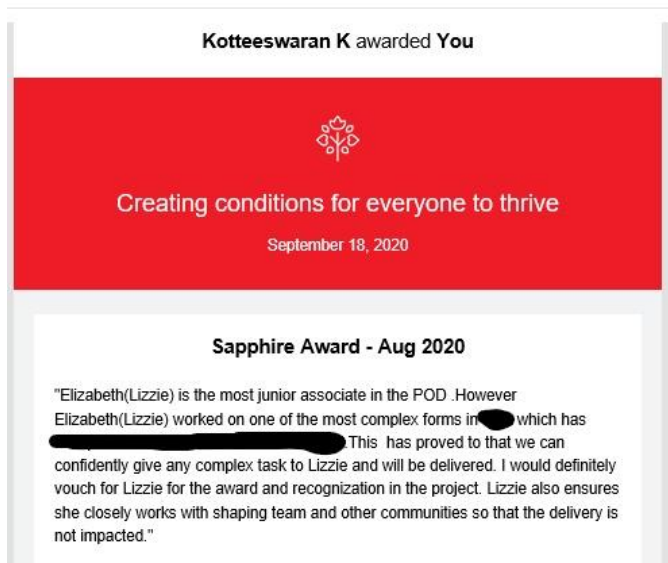 Kotteeswaran K awarded You
Creating conditions for everyone to thrive
September 18, 2020
Sapphire Award - Aug 2020
"Elizabeth(Lizzie) is the most junior associate in the POD .However
Elizabeth(Lizzie) worked on one of the most complex forms in which has
.This has proved to that we can
confidently give any complex task to Lizzie and will be delivered. I would definitely
vouch for Lizzie for the award and recognization in the project. Lizzie also ensures
she closely works with shaping team and other communities so that the delivery is
not impacted."